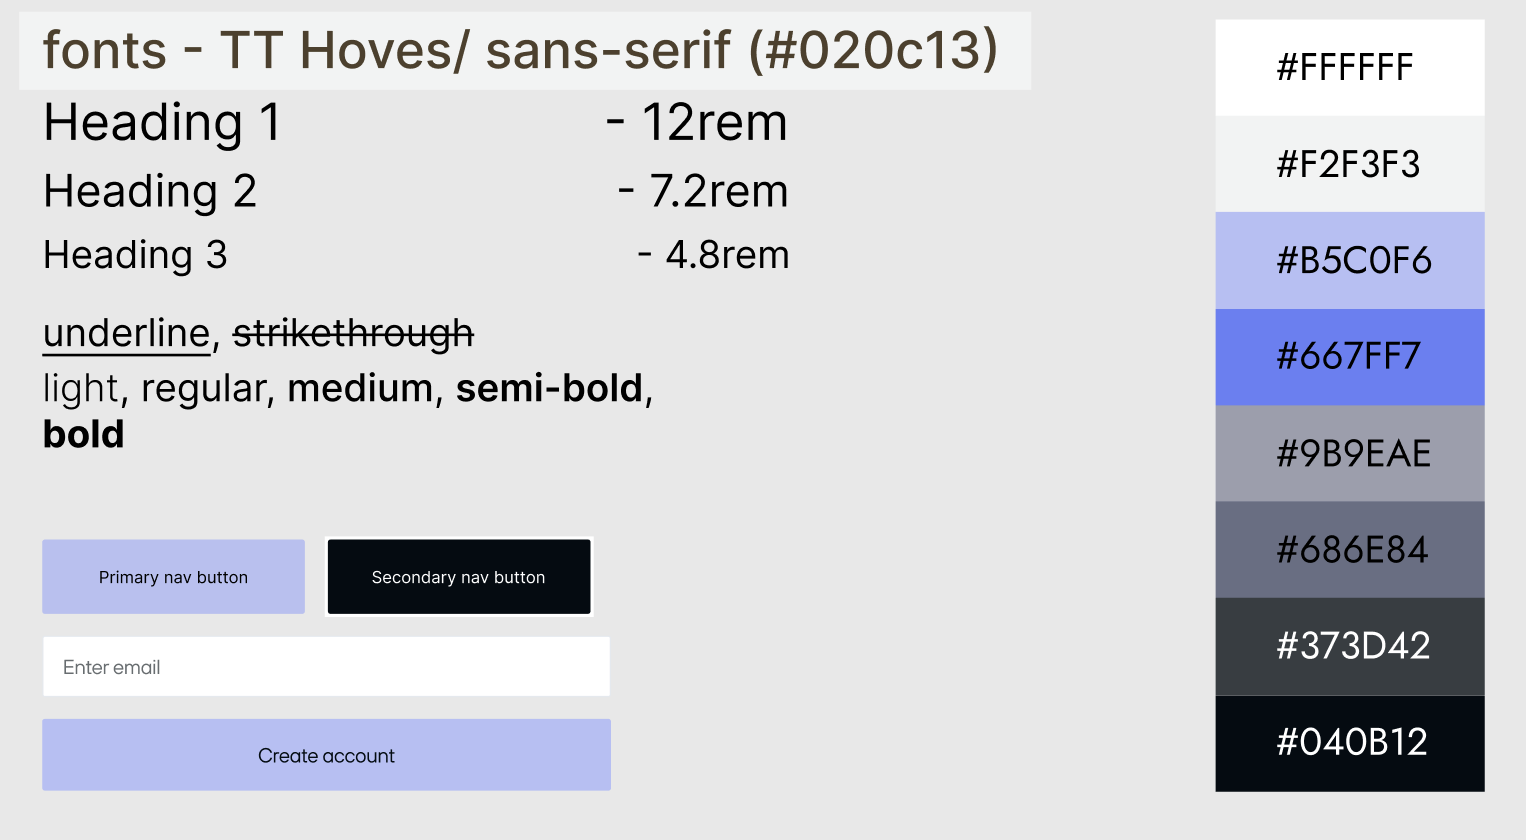 fonts - TT Hoves/ sans-serif (#020c13)
Heading 1 - 12rem
Heading 2 - 7.2rem
Heading 3 - 4.8rem
underline, strikethrough
light, regular, medium, semi-bold,
bold
Primary nav button
Secondary nav button
Enter email
Create account
#FFFFFF
#F2F3F3
#B5C0F6
#667FF7
#9B9EAE
#686E84
#373D42
#040B12